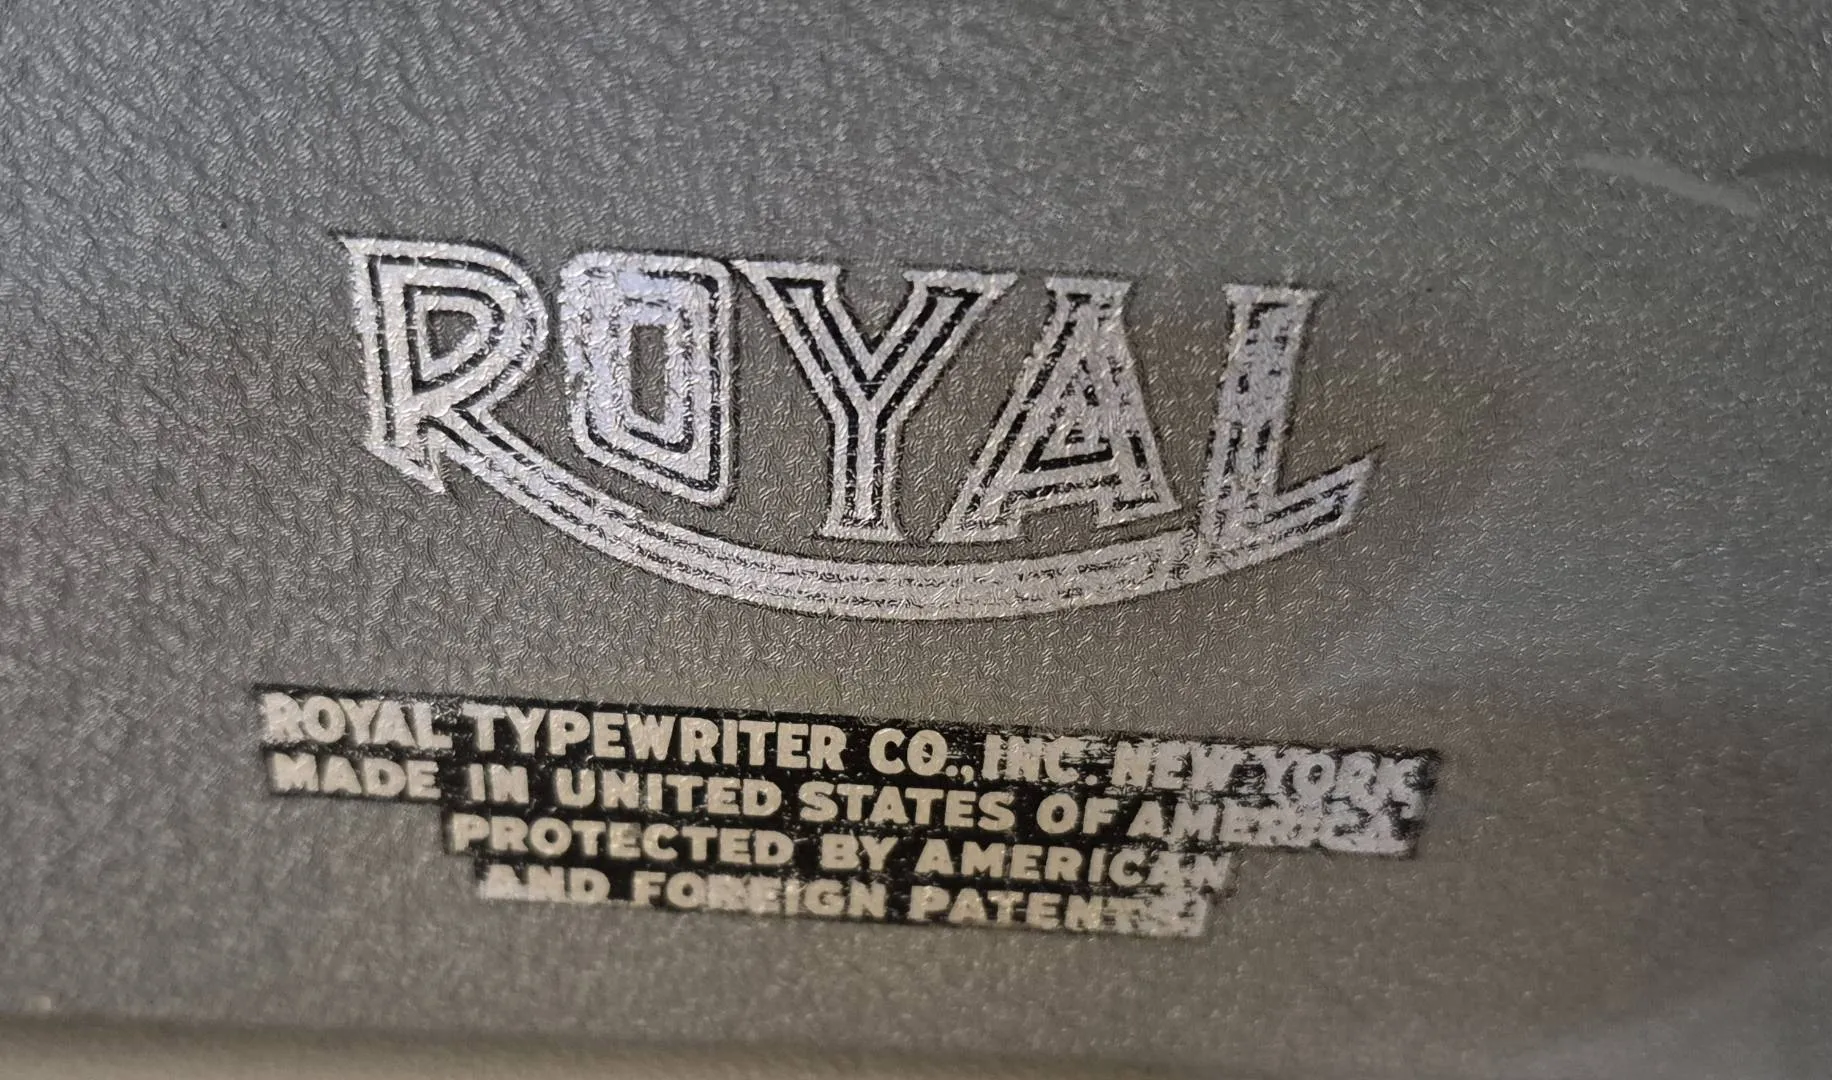 ROYAL
ROYAL TYPEWRITER CO., INC. NEW YORK
MADE IN UNITED STATES OF AMERICA
PROTECTED BY AMERICAN
AND FOREIGN PATENTS